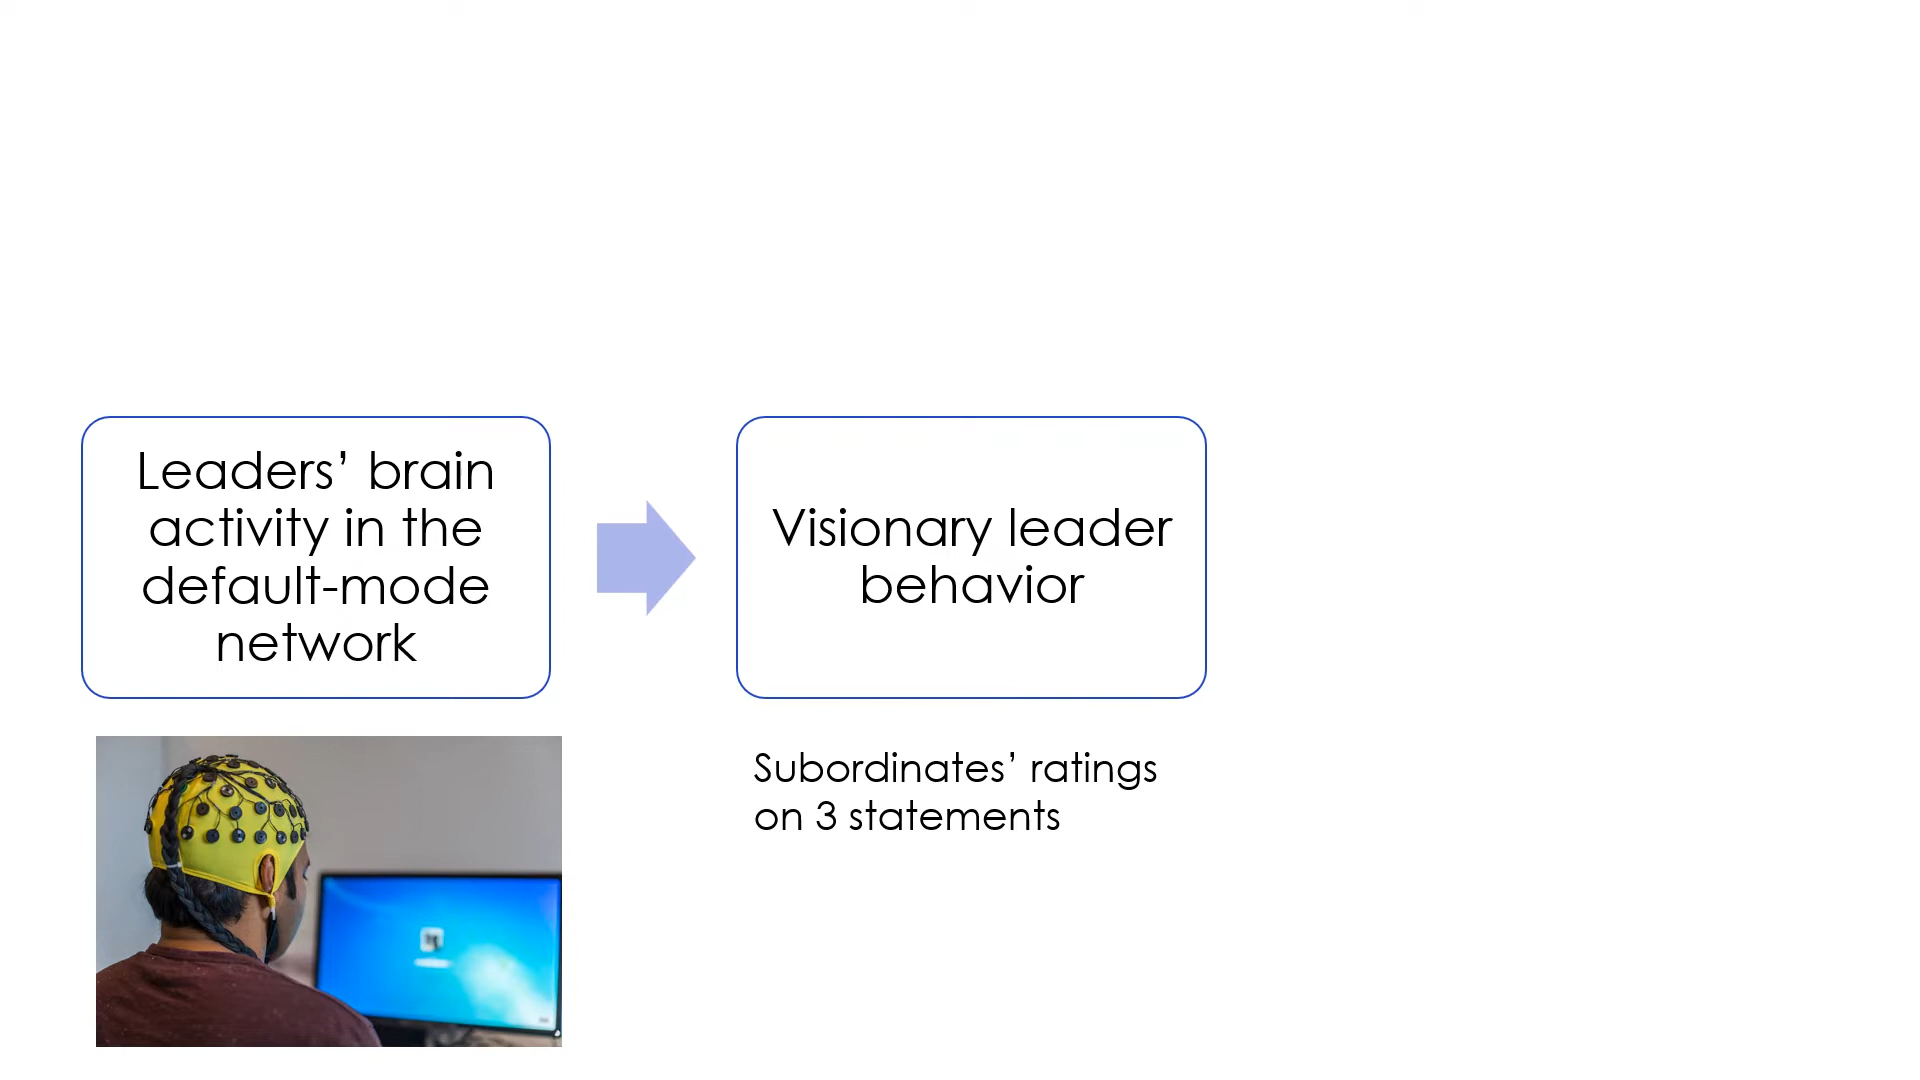 Leaders’ brain
activity in the
default-mode
network
Visionary leader
behavior
Subordinates’ ratings
on 3 statements